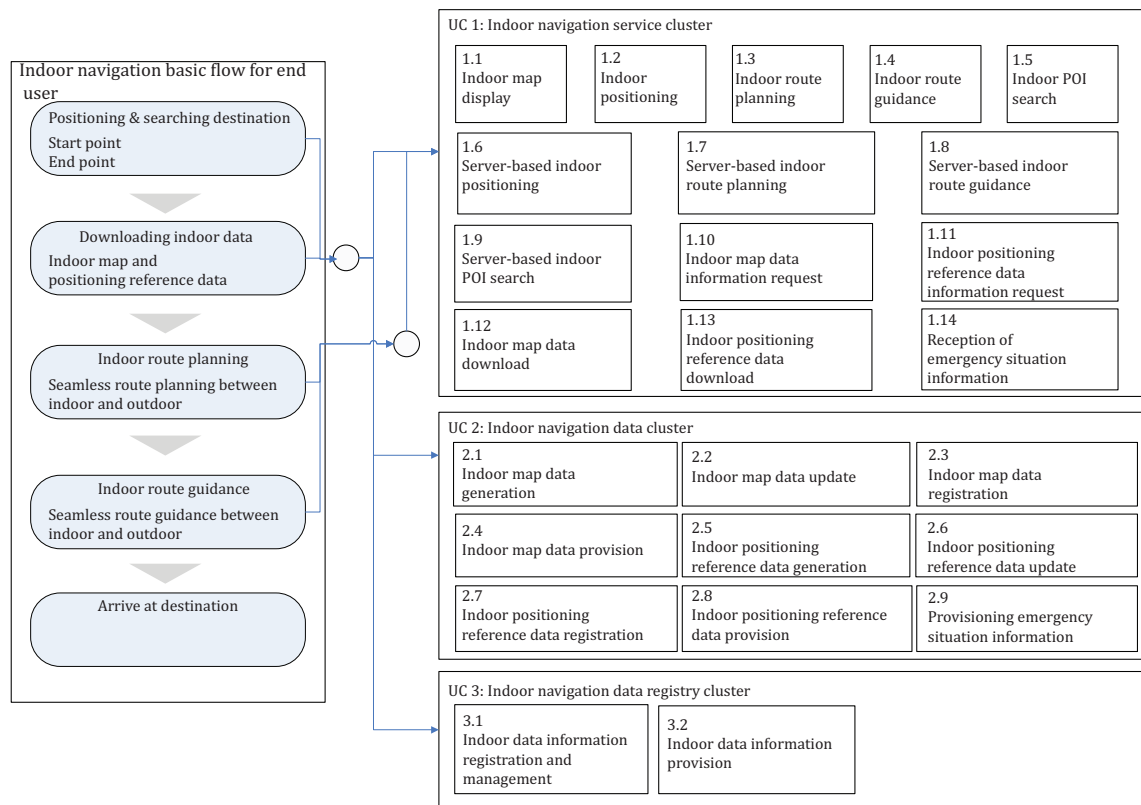 Indoor navigation basic flow for end
user
Positioning & searching destination
Start point
End point
Downloading indoor data
Indoor map and
positioning reference data
Indoor route planning
Seamless route planning between
indoor and outdoor
Indoor route guidance
Seamless route guidance between
indoor and outdoor
Arrive at destination
UC 1: Indoor navigation service cluster
1.1
Indoor map
display
1.2
Indoor
positioning
1.3
Indoor route
planning
1.4
Indoor route
guidance
1.5
Indoor POI
search
1.6
Server-based indoor
positioning
1.7
Server-based indoor
route planning
1.8
Server-based indoor
route guidance
1.9
Server-based indoor
POI search
1.10
Indoor map data
information request
1.11
Indoor positioning
reference data
information request
1.12
Indoor map data
download
1.13
Indoor positioning
reference data
download
1.14
Reception of
emergency situation
information
UC 2: Indoor navigation data cluster
2.1
Indoor map data
generation
2.2
Indoor map data update
2.3
Indoor map data
registration
2.4
Indoor map data provision
2.5
Indoor positioning
reference data generation
2.6
Indoor positioning
reference data update
2.7
Indoor positioning
reference data registration
2.8
Indoor positioning reference
data provision
2.9
Provisioning emergency
situation information
UC 3: Indoor navigation data registry cluster
3.1
Indoor data information
registration and
management
3.2
Indoor data information
provision